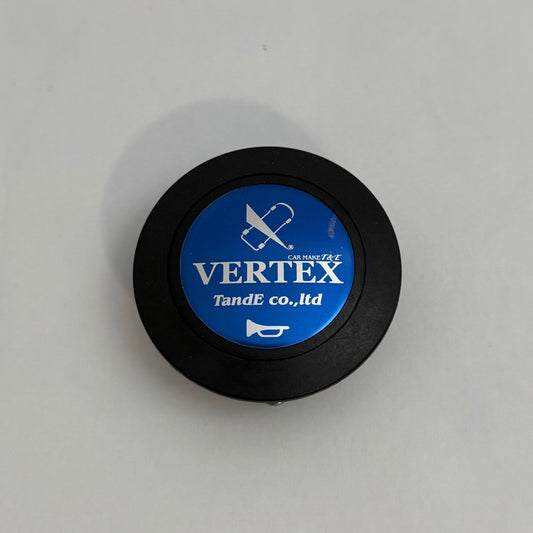 ®
CAR MAKE T&E
VERTEX
TandE co.,ltd